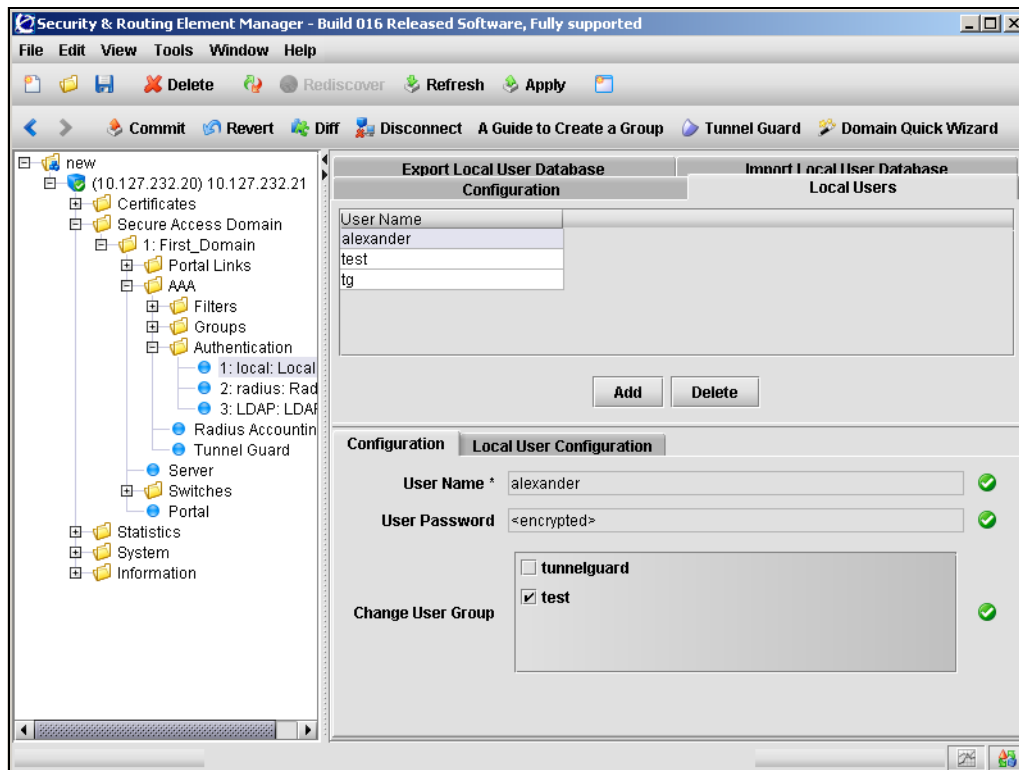 Security & Routing Element Manager - Build 016 Released Software, Fully supported
File Edit View Tools Window Help
Delete Rediscover Refresh Apply
Commit Revert Diff Disconnect A Guide to Create a Group Tunnel Guard Domain Quick Wizard
new
(10.127.232.20) 10.127.232.21
Certificates
Secure Access Domain
1: First_Domain
Portal Links
AAA
Filters
Groups
Authentication
1: local: Local
2: radius: Rad
3: LDAP: LDAP
Radius Accountin
Tunnel Guard
Server
Switches
Portal
Statistics
System
Information
Export Local User Database Import Local User Database
Configuration Local Users
User Name
alexander
test
tg
Add Delete
Configuration Local User Configuration
User Name * alexander
User Password <encrypted>
Change User Group
tunnelguard
test